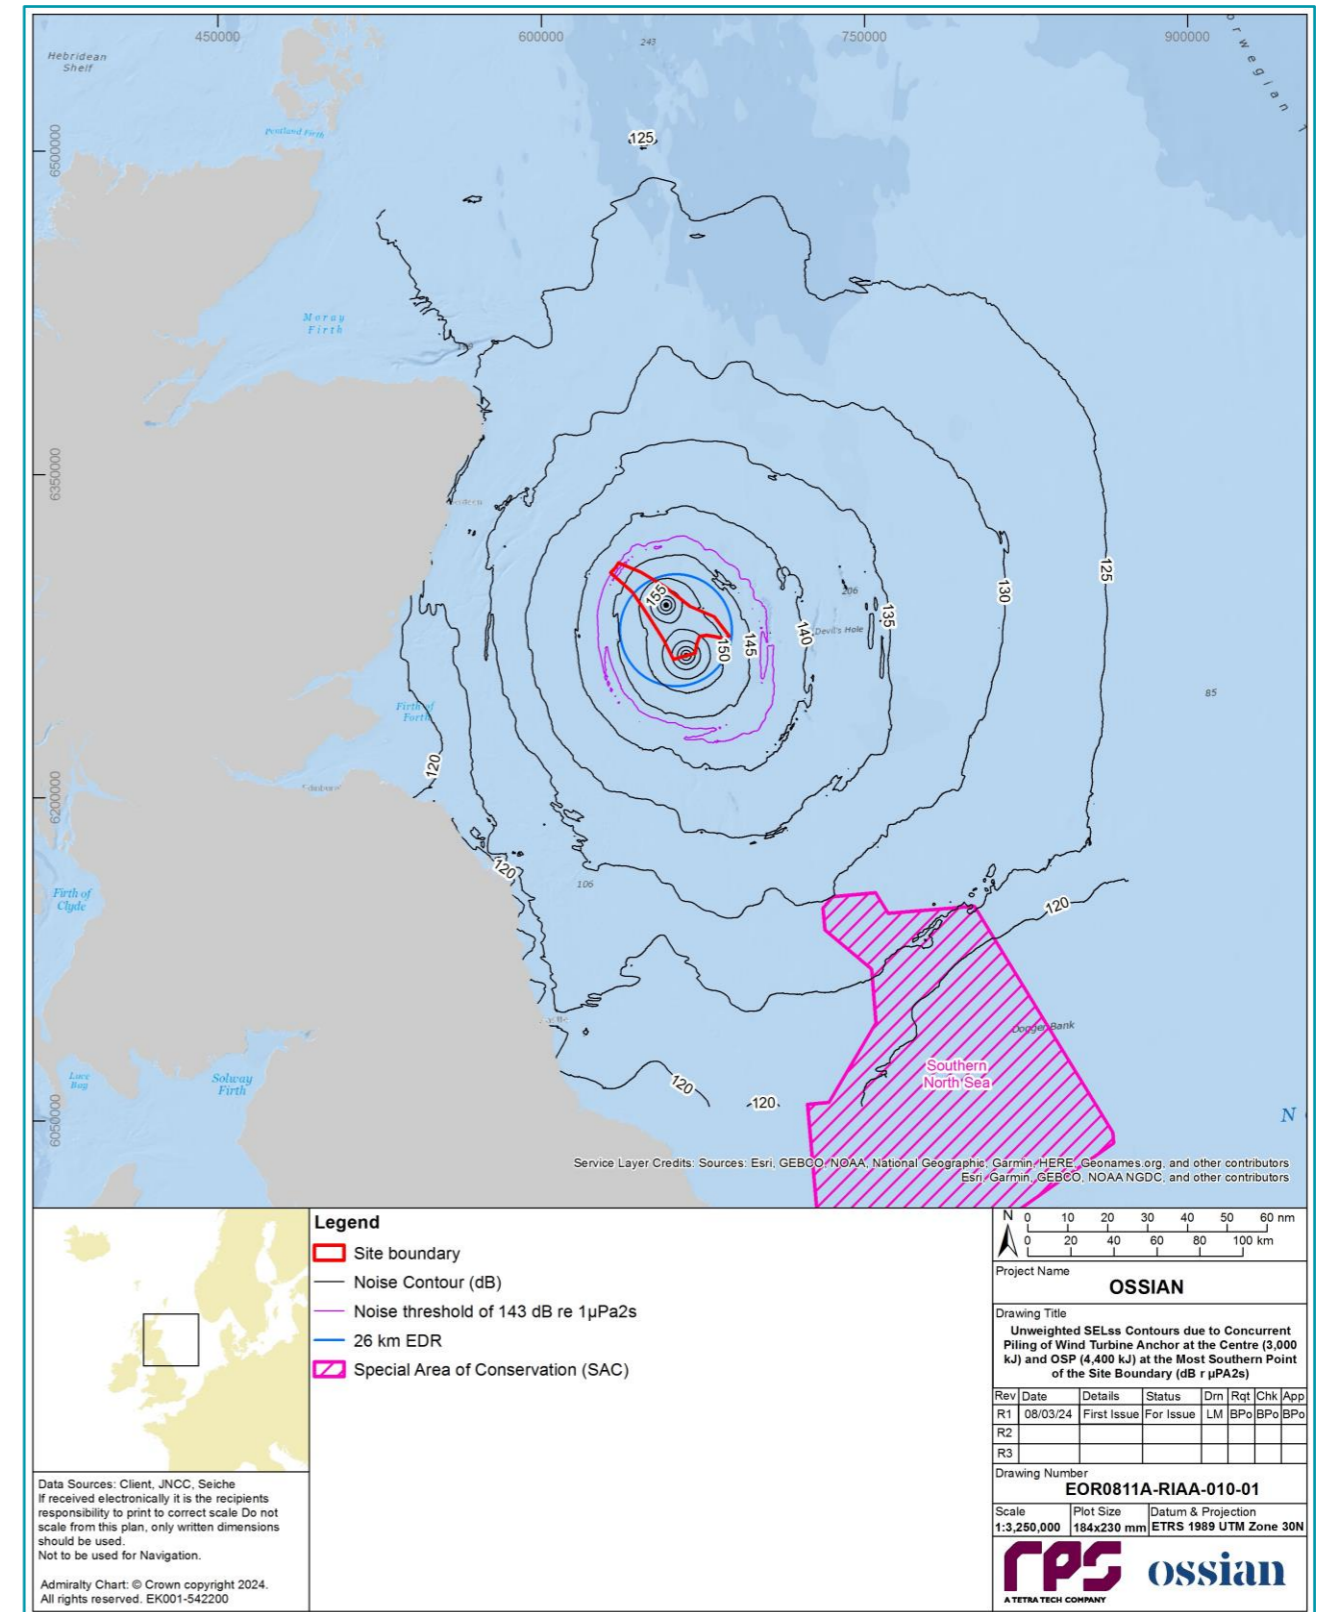 450000
600000
750000
900000
Hebridean
Shelf
243
Norwegian T
Pentland Firth
6500000
125
Moray
Firth
6350000
155
150
145
140
135
130
125
206
Devil's Hole
85
Firth of
Forth
120
6200000
120
106
Firth of
Clyde
120
Dogger Bank
Southern
North Sea
Luce
Bay
Solway
Firth
120
120
6050000
N
Service Layer Credits: Sources: Esri, GEBCO, NOAA, National Geographic, Garmin, HERE, Geonames.org, and other contributors
Esri, Garmin, GEBCO, NOAA NGDC, and other contributors
Legend
Site boundary
Noise Contour (dB)
Noise threshold of 143 dB re 1µPa2s
26 km EDR
Special Area of Conservation (SAC)
N
0 10 20 30 40 50 60 nm
0 20 40 60 80 100 km
Project Name
OSSIAN
Drawing Title
Unweighted SELss Contours due to Concurrent
Piling of Wind Turbine Anchor at the Centre (3,000
kJ) and OSP (4,400 kJ) at the Most Southern Point
of the Site Boundary (dB r µPA2s)
Rev Date Details Status Drn Rqt Chk App
R1 08/03/24 First Issue For Issue LM BPo BPo BPo
R2
R3
Drawing Number
EOR0811A-RIAA-010-01
Scale Plot Size Datum & Projection
1:3,250,000 184x230 mm ETRS 1989 UTM Zone 30N
rps
A TETRA TECH COMPANY
ossian
Data Sources: Client, JNCC, Seiche
If received electronically it is the recipients
responsibility to print to correct scale Do not
scale from this plan, only written dimensions
should be used.
Not to be used for Navigation.
Admiralty Chart: © Crown copyright 2024.
All rights reserved. EK001-542200